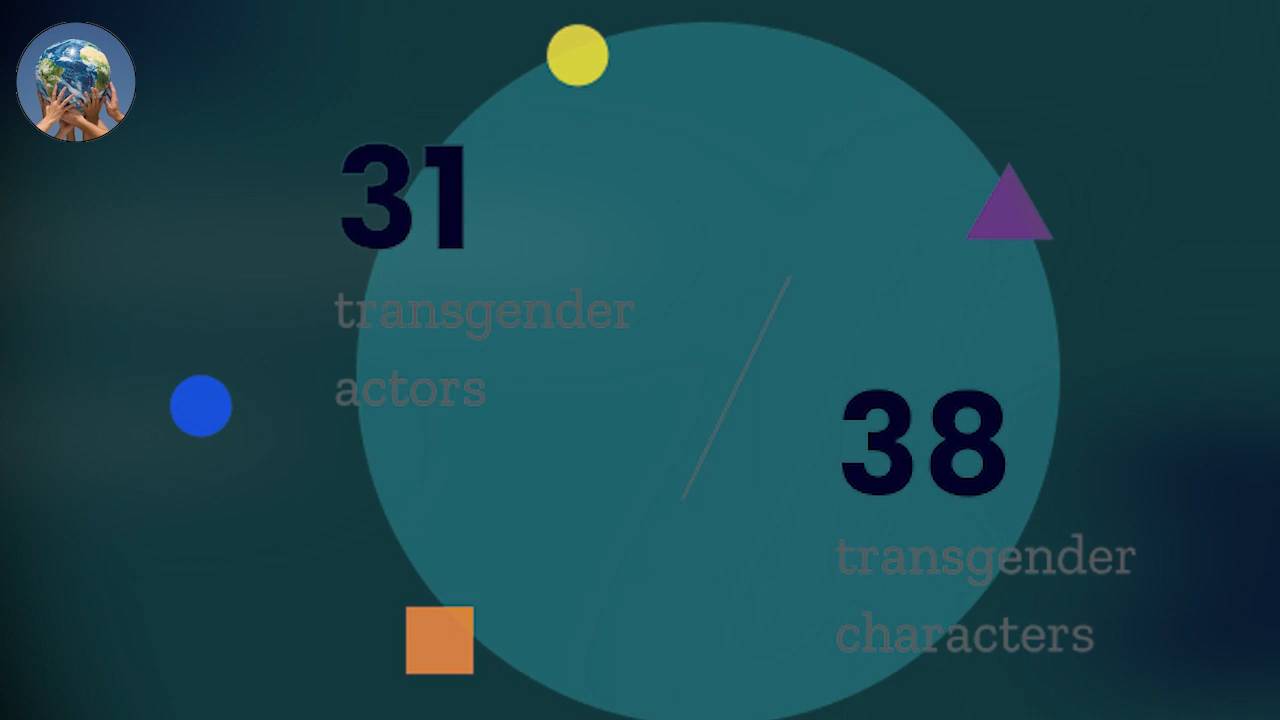 31
transgender
actors
38
transgender
characters